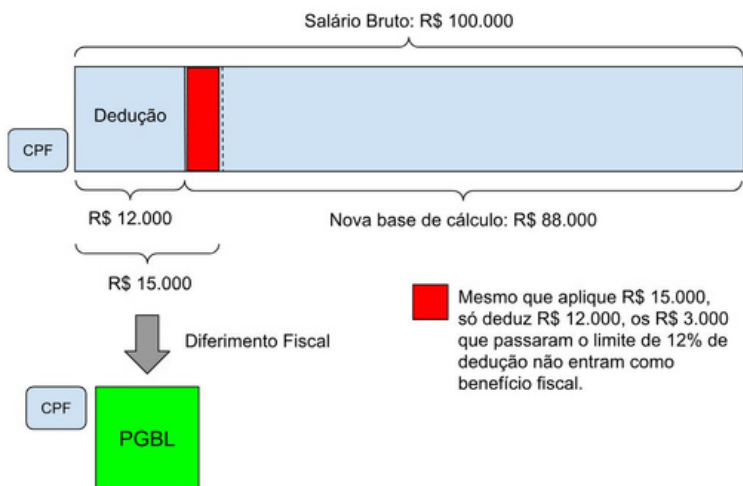 Salário Bruto: R$ 100.000
Dedução
CPF
R$ 12.000
Nova base de cálculo: R$ 88.000
R$ 15.000
Diferimento Fiscal
Mesmo que aplique R$ 15.000,
só deduz R$ 12.000, os R$ 3.000
que passaram o limite de 12% de
dedução não entram como
benefício fiscal.
CPF
PGBL